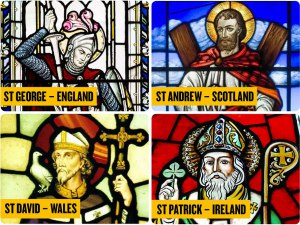 ST GEORGE – ENGLAND
ST ANDREW – SCOTLAND
ST DAVID – WALES
ST PATRICK – IRELAND